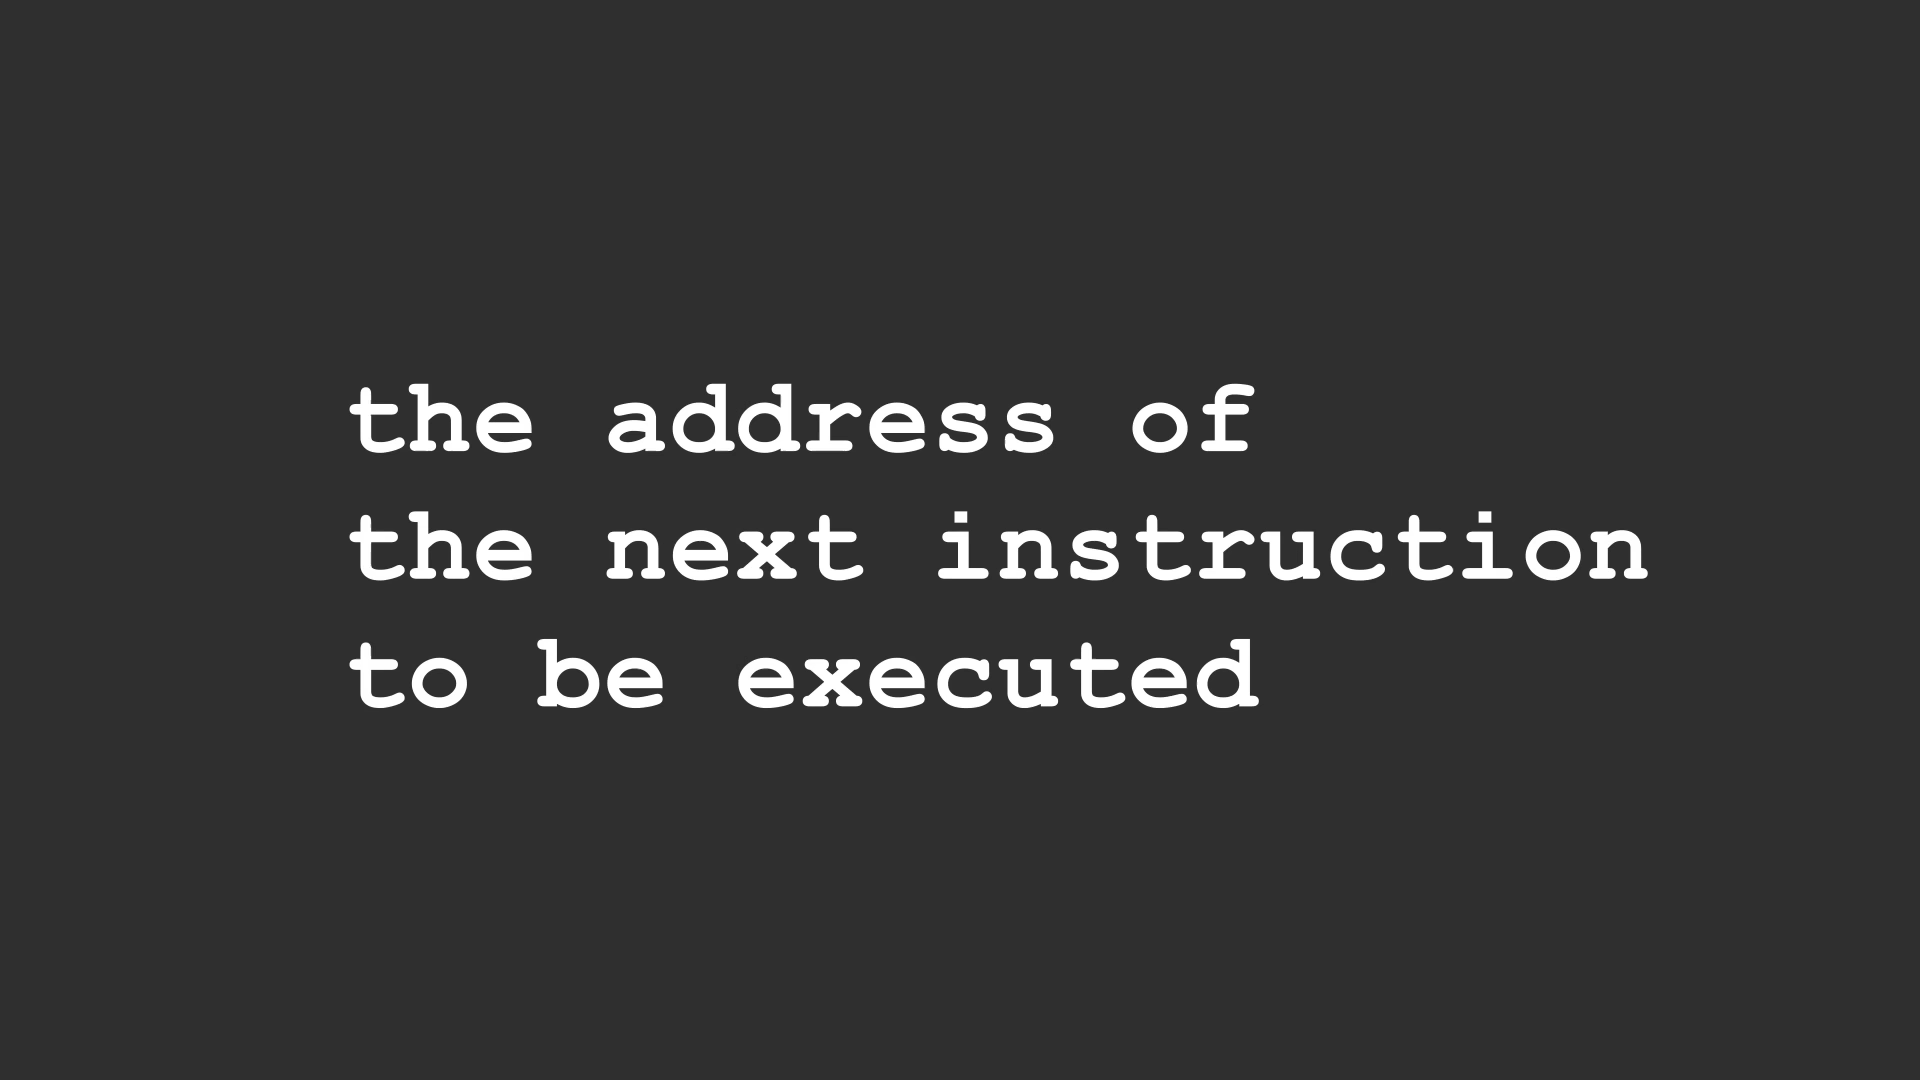 the address of
the next instruction
to be executed